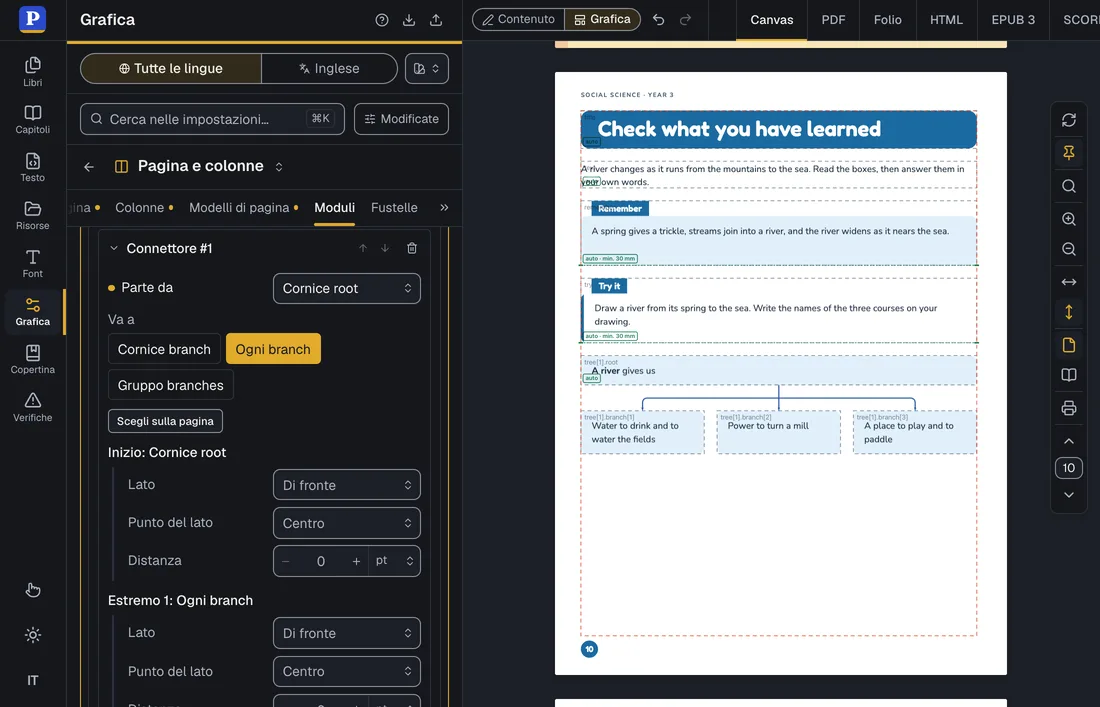 P
Libri
Capitoli
Testo
Risorse
Font
Grafica
Copertina
Verifiche
IT
Grafica
Tutte le lingue
Inglese
Cerca nelle impostazioni...
⌘K
Modificate
Pagina e colonne
gina
Colonne
Modelli di pagina
Moduli
Fustelle
Connettore #1
Parte da
Cornice root
Va a
Cornice branch
Ogni branch
Gruppo branches
Scegli sulla pagina
Inizio: Cornice root
Lato
Di fronte
Punto del lato
Centro
Distanza
− 0 + pt
Estremo 1: Ogni branch
Lato
Di fronte
Punto del lato
Centro
Contenuto
Grafica
Canvas
PDF
Folio
HTML
EPUB 3
SCOR
SOCIAL SCIENCE · YEAR 3
Check what you have learned
auto
A river changes as it runs from the mountains to the sea. Read the boxes, then answer them in
your own words.
Remember
A spring gives a trickle, streams join into a river, and the river widens as it nears the sea.
auto · min. 30 mm
Try it
Draw a river from its spring to the sea. Write the names of the three courses on your
drawing.
auto · min. 30 mm
tree[1].root
A river gives us
auto
tree[1].branch[1]
Water to drink and to
water the fields
tree[1].branch[2]
Power to turn a mill
tree[1].branch[3]
A place to play and to
paddle
10
10